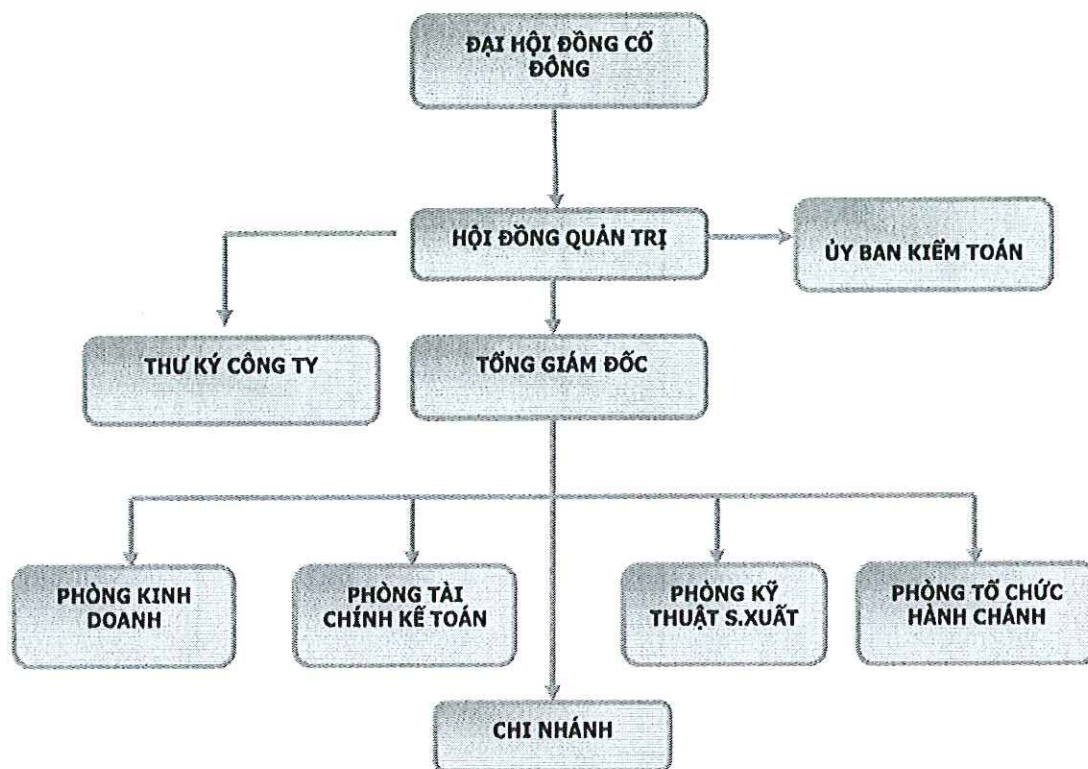 ĐẠI HỘI ĐỒNG CỔ
ĐÔNG
HỘI ĐỒNG QUẢN TRỊ
ỦY BAN KIỂM TOÁN
THƯ KÝ CÔNG TY
TỔNG GIÁM ĐỐC
PHÒNG KINH
DOANH
PHÒNG TÀI
CHÍNH KẾ TOÁN
PHÒNG KỸ
THUẬT S.XUẤT
PHÒNG TỔ CHỨC
HÀNH CHÁNH
CHI NHÁNH